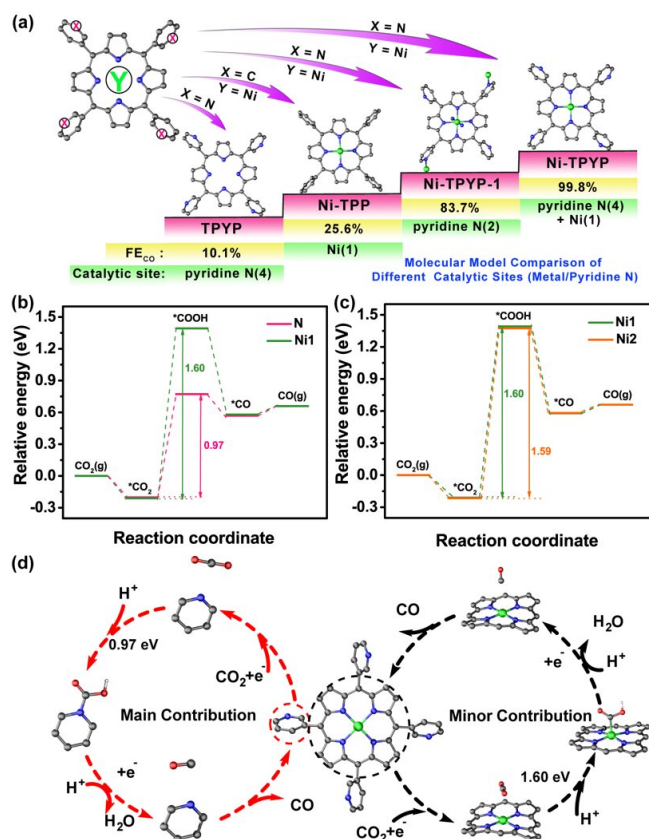 (a)
X
X
X
X
Y
X = N
X = C
Y = Ni
X = N
Y = Ni
X = N
Y = Ni
TPYP
Ni-TPP
Ni-TPYP-1
Ni-TPYP
FECO :
10.1%
25.6%
83.7%
99.8%
Catalytic site:
pyridine N(4)
Ni(1)
pyridine N(2)
pyridine N(4)
+ Ni(1)
Molecular Model Comparison of
Different Catalytic Sites (Metal/Pyridine N)
(b)
Relative energy (eV)
1.5
1.2
0.9
0.6
0.3
0.0
-0.3
*COOH
N
Ni1
1.60
*CO
CO(g)
0.97
CO2(g)
*CO2
Reaction coordinate
(c)
Relative energy (eV)
1.5
1.2
0.9
0.6
0.3
0.0
-0.3
*COOH
Ni1
Ni2
1.60
*CO
CO(g)
1.59
CO2(g)
*CO2
Reaction coordinate
(d)
H+
0.97 eV
CO2+e-
Main Contribution
+e-
H+
H2O
CO
CO
H2O
+e-
H+
Minor Contribution
1.60 eV
H+
CO2+e-